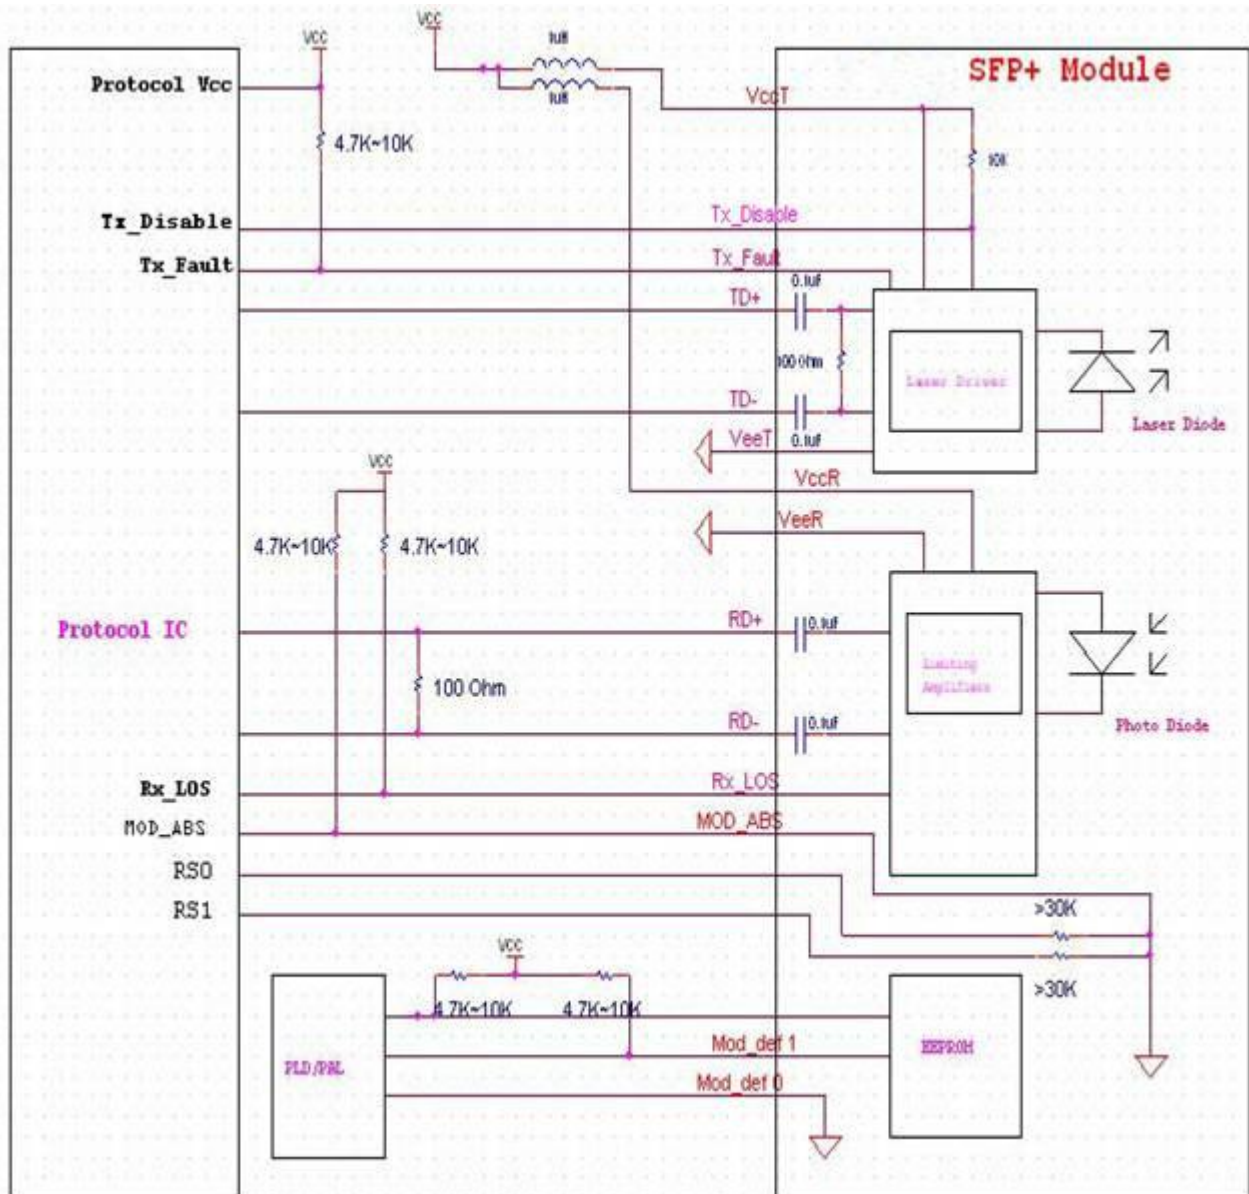 VCC
VCC
1uH
1uH
SFP+ Module
Protocol Vcc
VccT
4.7K~10K
10K
Tx_Disable
Tx_Disable
Tx_Fault
Tx_Fault
0.1uf
TD+
100 Ohm
Laser Driver
TD-
Laser Diode
VeeT
0.1uf
VCC
VccR
VeeR
4.7K~10K
4.7K~10K
Protocol IC
RD+
0.1uf
Limiting
Amplifiers
100 Ohm
RD-
0.1uf
Photo Diode
Rx_LOS
Rx_LOS
MOD_ABS
MOD_ABS
RS0
RS1
>30K
VCC
>30K
4.7K~10K
4.7K~10K
Mod_def 1
EEPROM
PLD/PAL
Mod_def 0